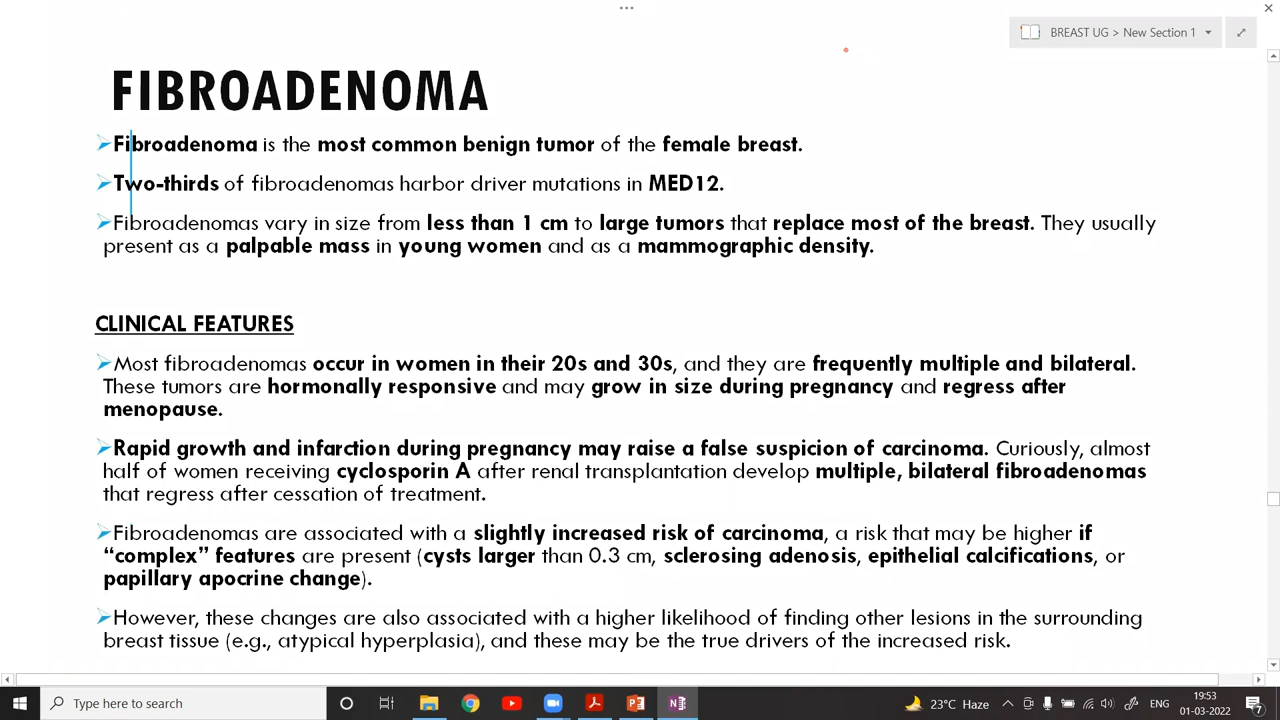 BREAST UG > New Section 1
FIBROADENOMA
Fibroadenoma is the most common benign tumor of the female breast.
Two-thirds of fibroadenomas harbor driver mutations in MED12.
Fibroadenomas vary in size from less than 1 cm to large tumors that replace most of the breast. They usually
present as a palpable mass in young women and as a mammographic density.
CLINICAL FEATURES
Most fibroadenomas occur in women in their 20s and 30s, and they are frequently multiple and bilateral.
These tumors are hormonally responsive and may grow in size during pregnancy and regress after
menopause.
Rapid growth and infarction during pregnancy may raise a false suspicion of carcinoma. Curiously, almost
half of women receiving cyclosporin A after renal transplantation develop multiple, bilateral fibroadenomas
that regress after cessation of treatment.
Fibroadenomas are associated with a slightly increased risk of carcinoma, a risk that may be higher if
“complex” features are present (cysts larger than 0.3 cm, sclerosing adenosis, epithelial calcifications, or
papillary apocrine change).
However, these changes are also associated with a higher likelihood of finding other lesions in the surrounding
breast tissue (e.g., atypical hyperplasia), and these may be the true drivers of the increased risk.
Type here to search
23°C Haze
ENG
19:53
01-03-2022
7